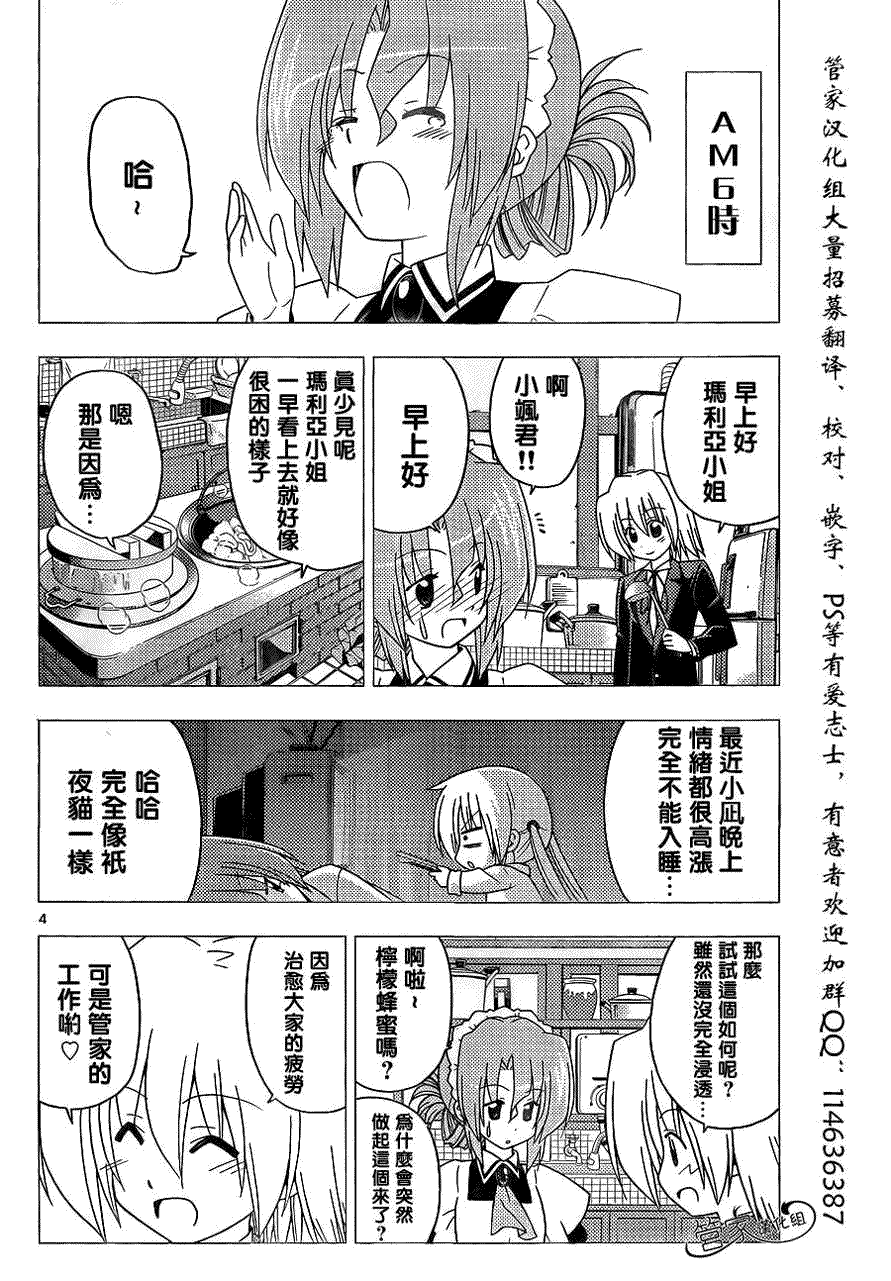 AM6時
哈~
早上好
瑪利亞小姐
啊
小颯君!!
早上好
眞少見呢
瑪利亞小姐
一早看上去就好像
很困的樣子
嗯
那是因爲…
最近小凪晚上
情緒都很高漲
完全不能入睡…
哈哈
完全像祇
夜貓一樣
4
那麼
試試這個如何呢?
雖然還沒完全浸透…
啊啦~
檸檬蜂蜜嗎?
爲什麼會突然
做起這個來了?
因爲
治愈大家的疲勞
可是管家的
工作喲♡
管家汉化组大量招募翻译、校对、嵌字、PS等有爱志士,有意者欢迎加群QQ:114636387
管家汉化组